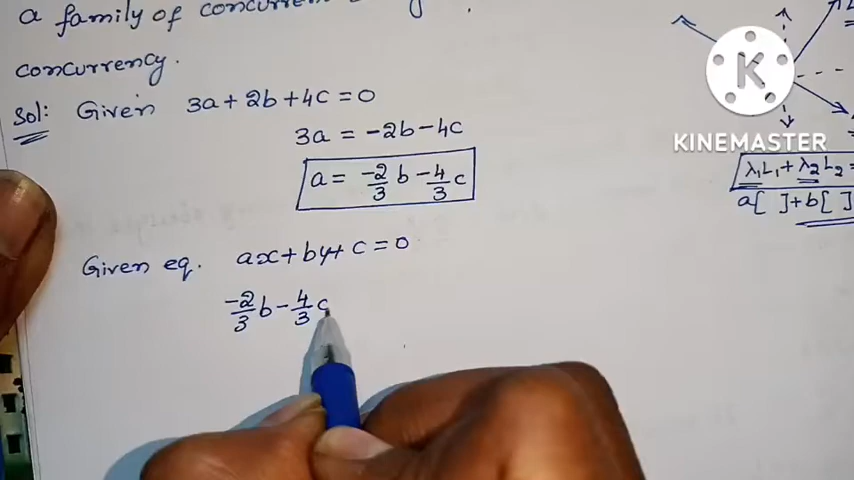 a family of concurrent
concurrency.
Sol: Given 3a + 2b + 4c = 0
3a = -2b - 4c
a = -2/3 b - 4/3 c
Given eq. ax + by + c = 0
-2/3 b - 4/3 c
KINEMASTER
λ₁L₁ + λ₂L₂ =
a[ ] + b[ ]